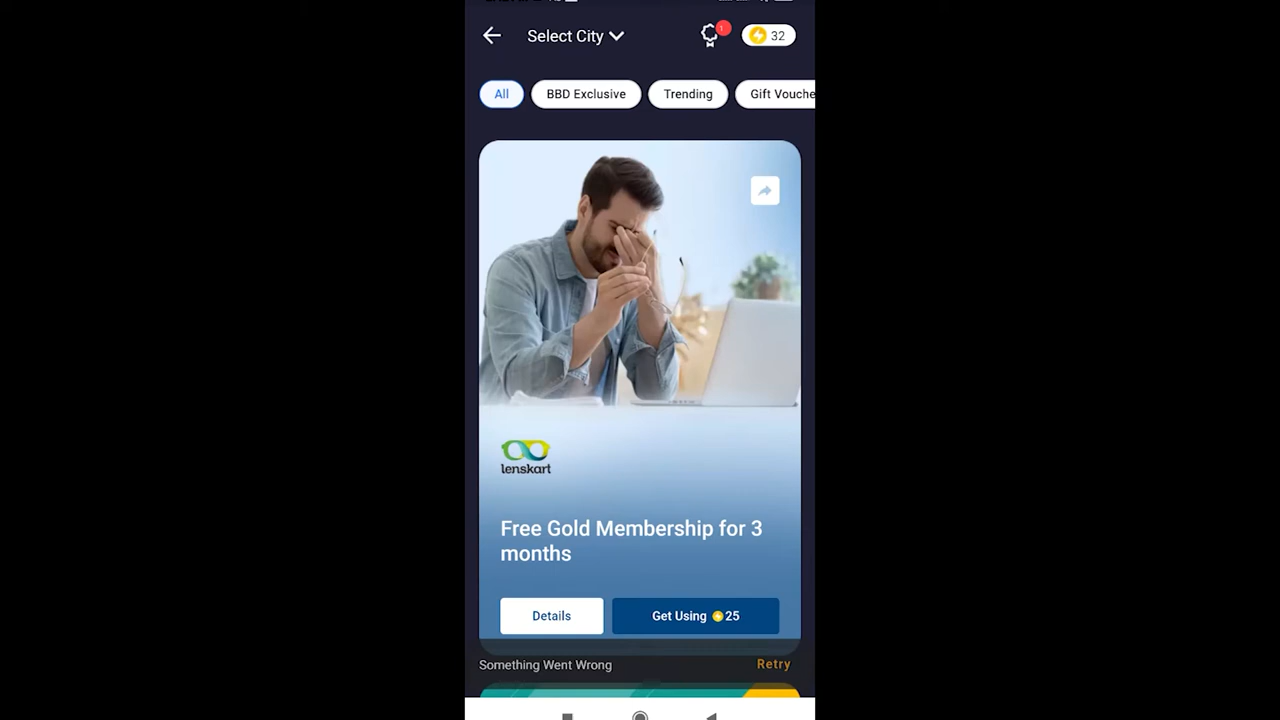 Select City
1
32
All
BBD Exclusive
Trending
Gift Vouche
lenskart
Free Gold Membership for 3
months
Details
Get Using 25
Something Went Wrong
Retry